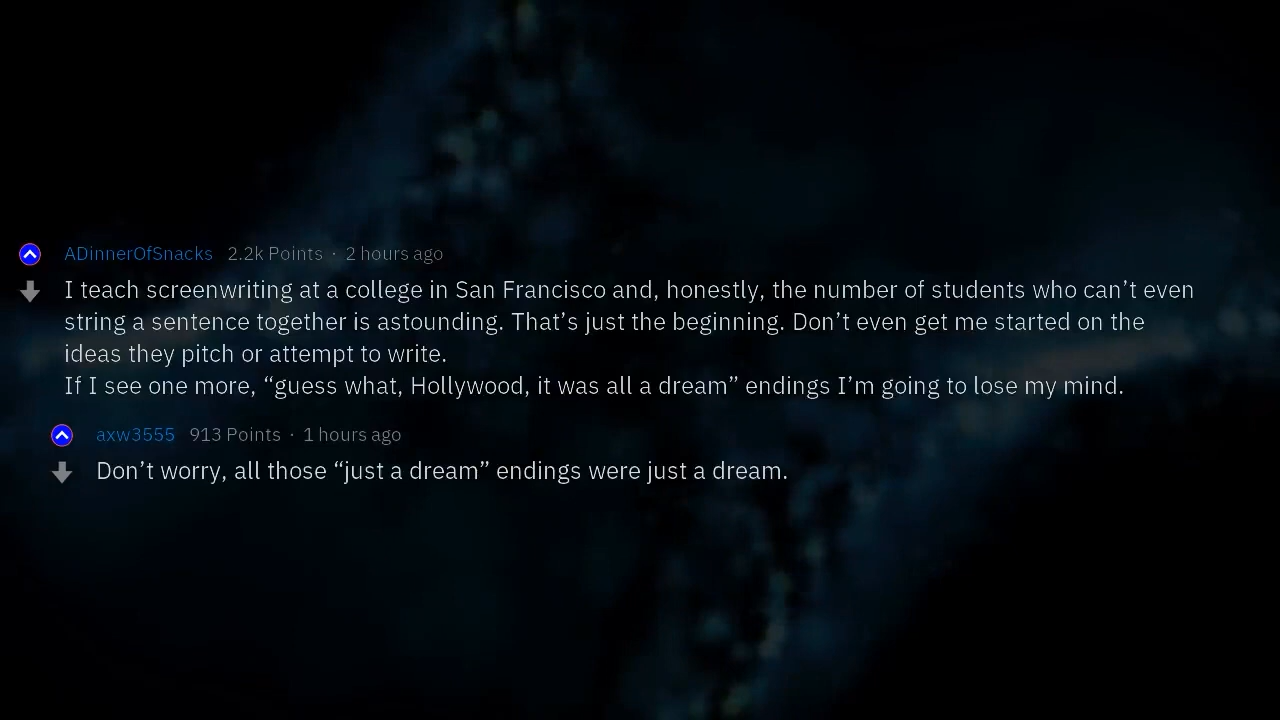 ADinnerOfSnacks 2.2k Points · 2 hours ago
I teach screenwriting at a college in San Francisco and, honestly, the number of students who can’t even
string a sentence together is astounding. That’s just the beginning. Don’t even get me started on the
ideas they pitch or attempt to write.
If I see one more, “guess what, Hollywood, it was all a dream” endings I’m going to lose my mind.
axw3555 913 Points · 1 hours ago
Don’t worry, all those “just a dream” endings were just a dream.